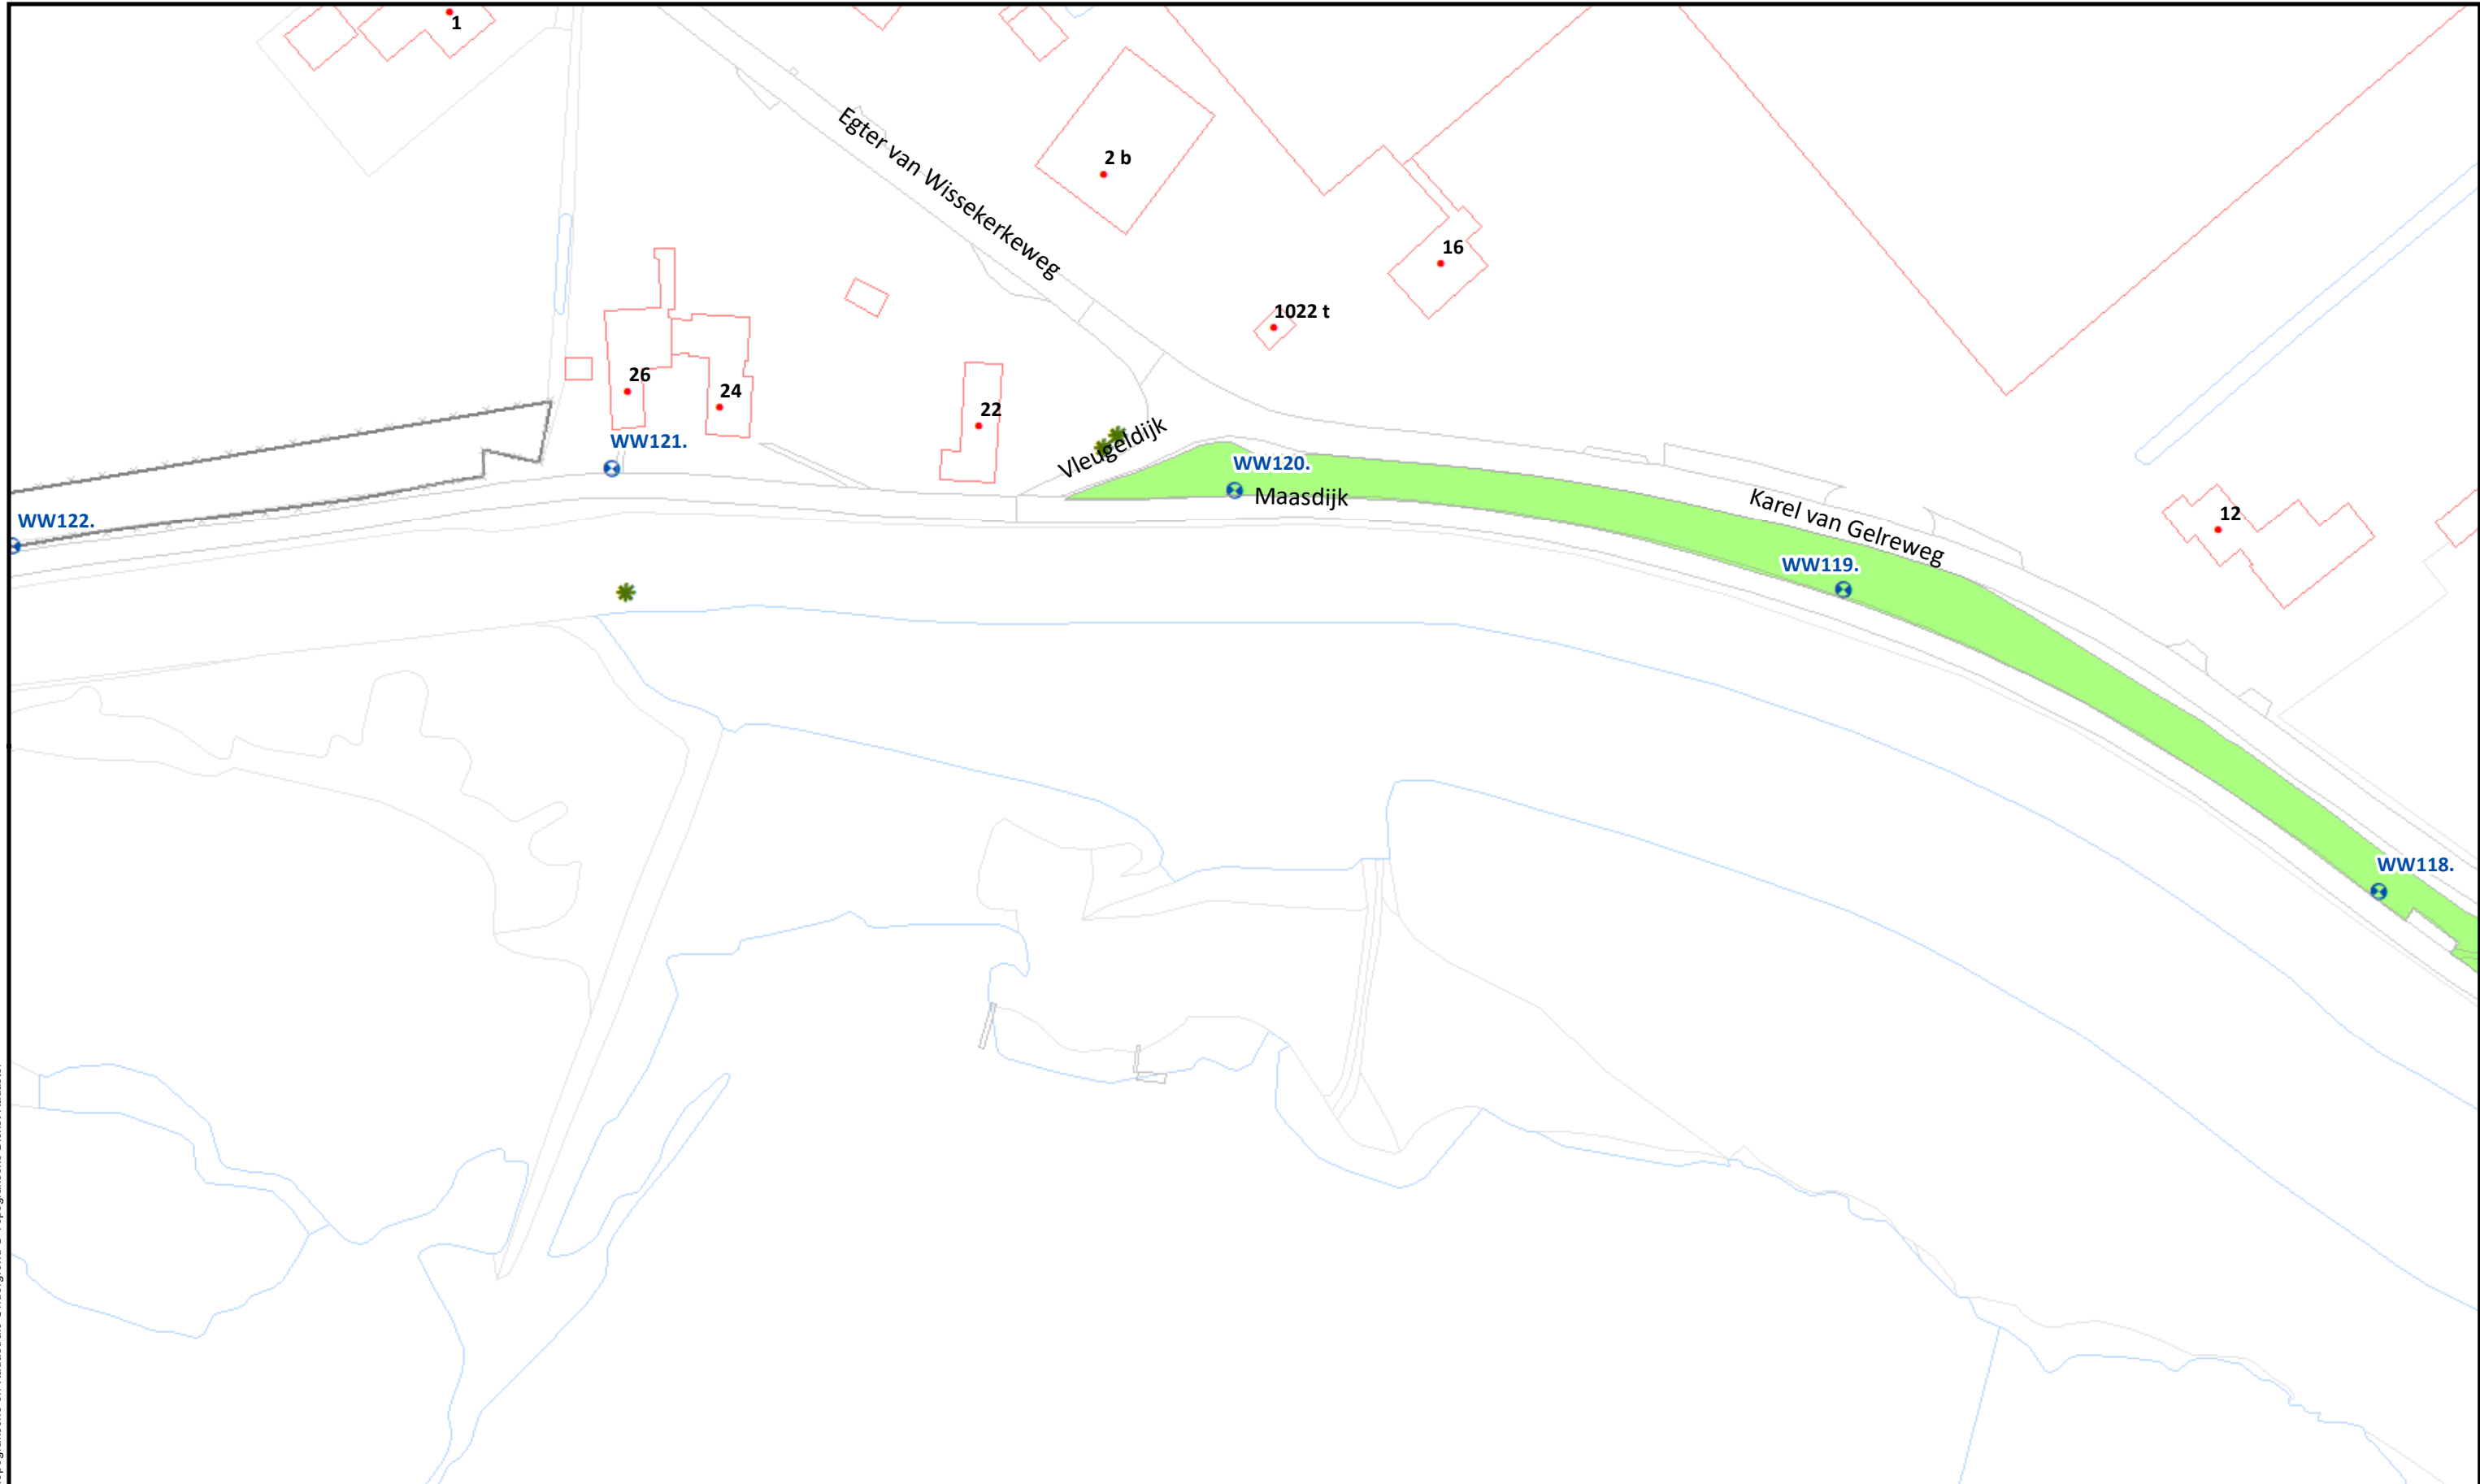 1
Egter van Wissekerkeweg
2 b
16
1022 t
26
24
22
WW121.
Vleugeldijk
WW120.
Maasdijk
Karel van Gelreweg
12
WW122.
WW119.
WW118.